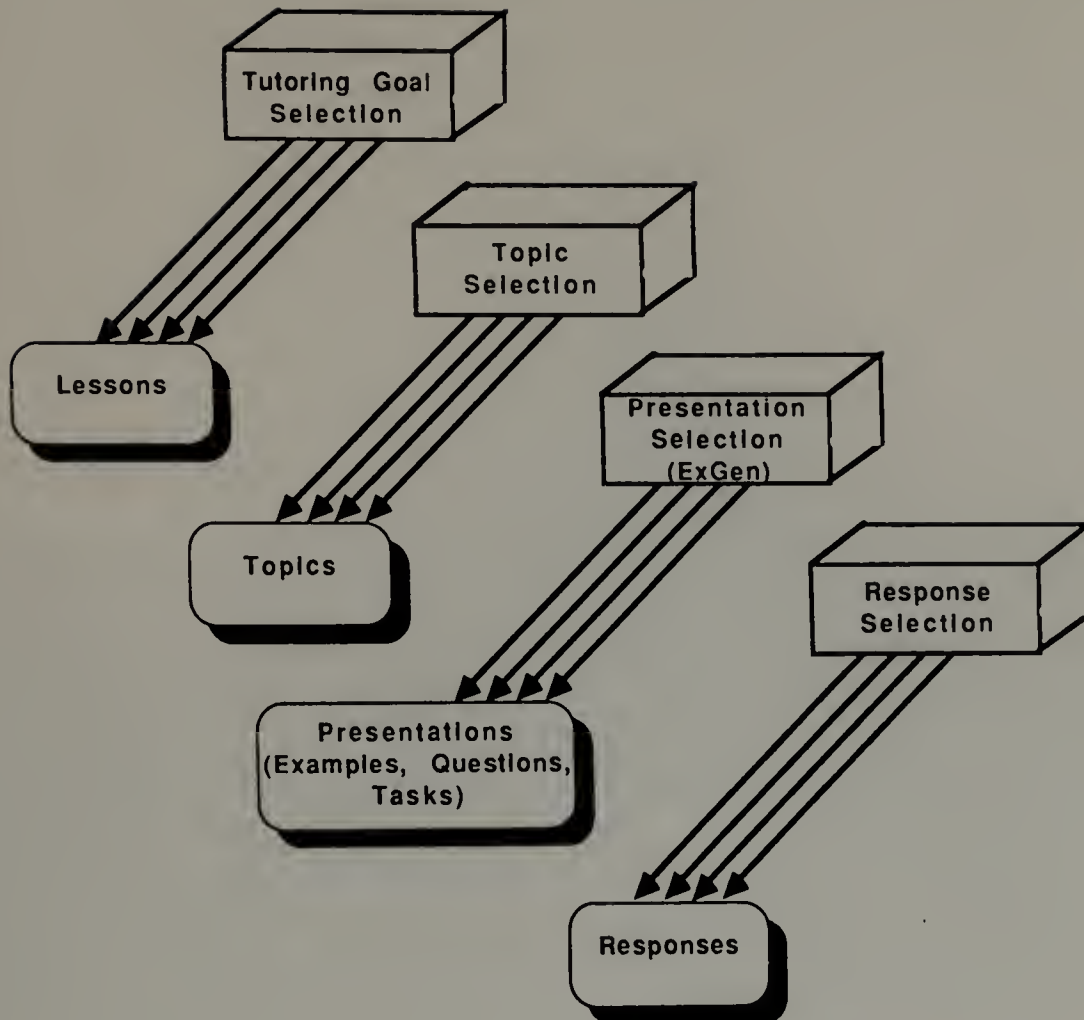 Tutoring Goal
Selection
Topic
Selection
Lessons
Presentation
Selection
(ExGen)
Topics
Response
Selection
Presentations
(Examples, Questions,
Tasks)
Responses